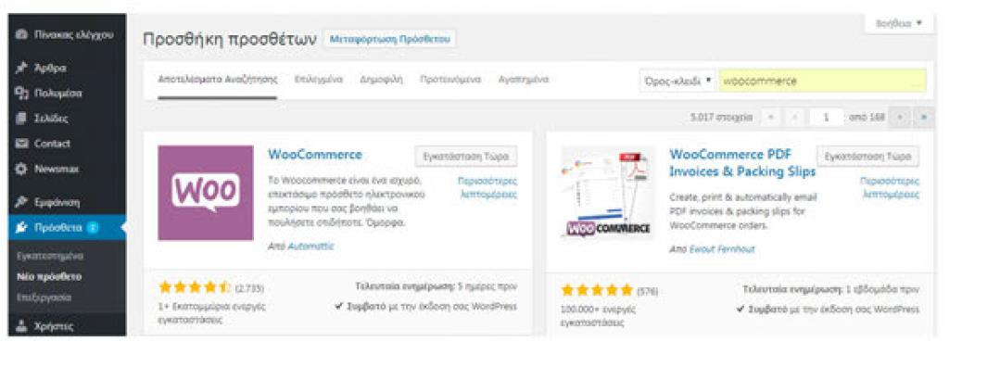 Βοήθεια
Πίνακας ελέγχου
Προσθήκη προσθέτων Μεταφόρτωση Πρόσθετου
Άρθρα
Πολυμέσα
Σελίδες
Contact
Newsmax
Εμφάνιση
Πρόσθετα
Εγκατεστημένα
Νέο πρόσθετο
Επεξεργασία
Χρήστες
Αποτελέσματα Αναζήτησης Επιλεγμένα Δημοφιλή Προτεινόμενα Αγαπημένα Όρος-κλειδί woocommerce
5.017 στοιχεία « ‹ 1 από 168 › »
WOO
WooCommerce Εγκατάσταση Τώρα
Το Woocommerce είναι ένα ισχυρό, Περισσότερες
επεκτάσιμο πρόσθετο ηλεκτρονικού λεπτομέρειες
εμπορίου που σας βοηθάει να
πουλήσετε οτιδήποτε. Όμορφα.
Από Automattic
(2.733) Τελευταία ενημέρωση: 5 ημέρες πριν
1+ Εκατομμύρια ενεργές ✔ Συμβατό με την έκδοση σας WordPress
εγκαταστάσεις
PDF
WOO COMMERCE
WooCommerce PDF Εγκατάσταση Τώρα
Invoices & Packing Slips Περισσότερες
λεπτομέρειες
Create, print & automatically email
PDF invoices & packing slips for
WooCommerce orders.
Από Ewout Fernhout
(576) Τελευταία ενημέρωση: 1 εβδομάδα πριν
100.000+ ενεργές ✔ Συμβατό με την έκδοση σας WordPress
εγκαταστάσεις